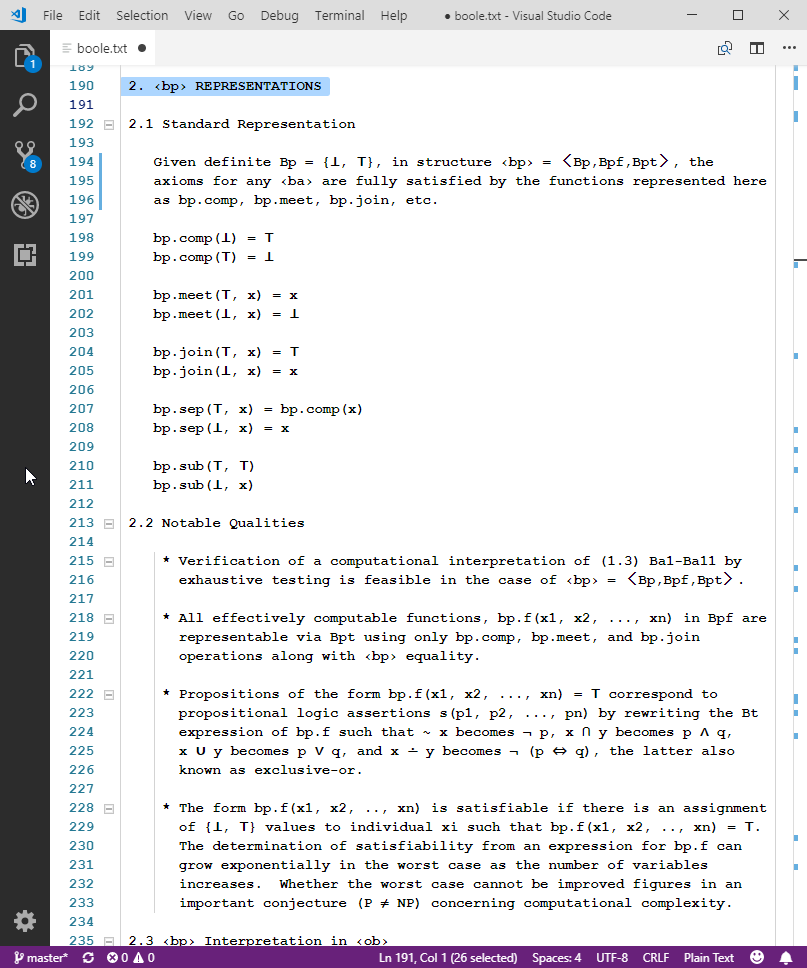 File Edit Selection View Go Debug Terminal Help ● boole.txt - Visual Studio Code
boole.txt ●
1
8
189
190 2. ‹bp› REPRESENTATIONS
191
192 2.1 Standard Representation
193
194 Given definite Bp = {⊥, ⊤}, in structure ‹bp› = 〈Bp,Bpf,Bpt〉, the
195 axioms for any ‹ba› are fully satisfied by the functions represented here
196 as bp.comp, bp.meet, bp.join, etc.
197
198 bp.comp(⊥) = ⊤
199 bp.comp(⊤) = ⊥
200
201 bp.meet(⊤, x) = x
202 bp.meet(⊥, x) = ⊥
203
204 bp.join(⊤, x) = ⊤
205 bp.join(⊥, x) = x
206
207 bp.sep(⊤, x) = bp.comp(x)
208 bp.sep(⊥, x) = x
209
210 bp.sub(⊤, ⊤)
211 bp.sub(⊥, x)
212
213 2.2 Notable Qualities
214
215 * Verification of a computational interpretation of (1.3) Ba1-Ba11 by
216 exhaustive testing is feasible in the case of ‹bp› = 〈Bp,Bpf,Bpt〉.
217
218 * All effectively computable functions, bp.f(x1, x2, ..., xn) in Bpf are
219 representable via Bpt using only bp.comp, bp.meet, and bp.join
220 operations along with ‹bp› equality.
221
222 * Propositions of the form bp.f(x1, x2, ..., xn) = ⊤ correspond to
223 propositional logic assertions s(p1, p2, ..., pn) by rewriting the Bt
224 expression of bp.f such that ~ x becomes ¬ p, x ∩ y becomes p ∧ q,
225 x ∪ y becomes p ∨ q, and x ∸ y becomes ¬ (p ⇔ q), the latter also
226 known as exclusive-or.
227
228 * The form bp.f(x1, x2, .., xn) is satisfiable if there is an assignment
229 of {⊥, ⊤} values to individual xi such that bp.f(x1, x2, .., xn) = ⊤.
230 The determination of satisfiability from an expression for bp.f can
231 grow exponentially in the worst case as the number of variables
232 increases.  Whether the worst case cannot be improved figures in an
233 important conjecture (P ≠ NP) concerning computational complexity.
234
235 2.3 ‹bp› Interpretation in ‹ob›
master* 0 0 Ln 191, Col 1 (26 selected) Spaces: 4 UTF-8 CRLF Plain Text